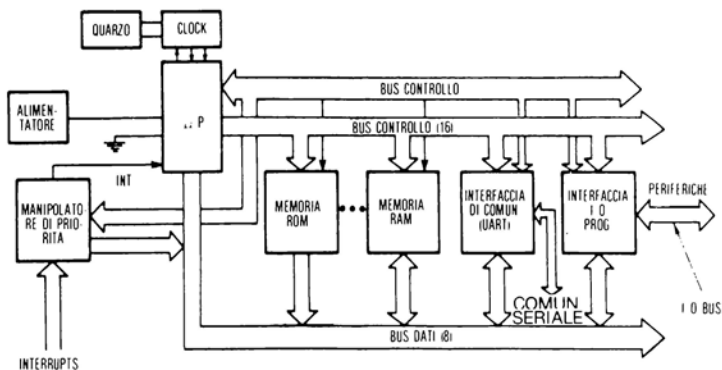 QUARZO
CLOCK
BUS CONTROLLO
ALIMEN-
TATORE
P
BUS CONTROLLO (16)
INT
MANIPOLATO
RE DI PRIO-
RITA
MEMORIA
ROM
MEMORIA
RAM
INTERFACCIA
DI COMUN
(UART)
INTERFACCIA
I O
PROG
PERIFERICHE
COMUN
SERIALE
I O BUS
BUS DATI (8)
INTERRUPTS